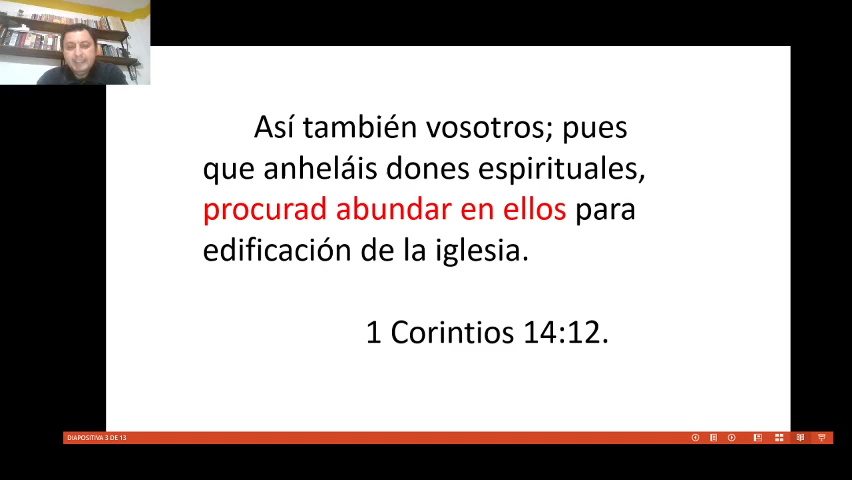 Así también vosotros; pues
que anheláis dones espirituales,
procurad abundar en ellos para
edificación de la iglesia.
1 Corintios 14:12.
DIAPOSITIVA 3 DE 13